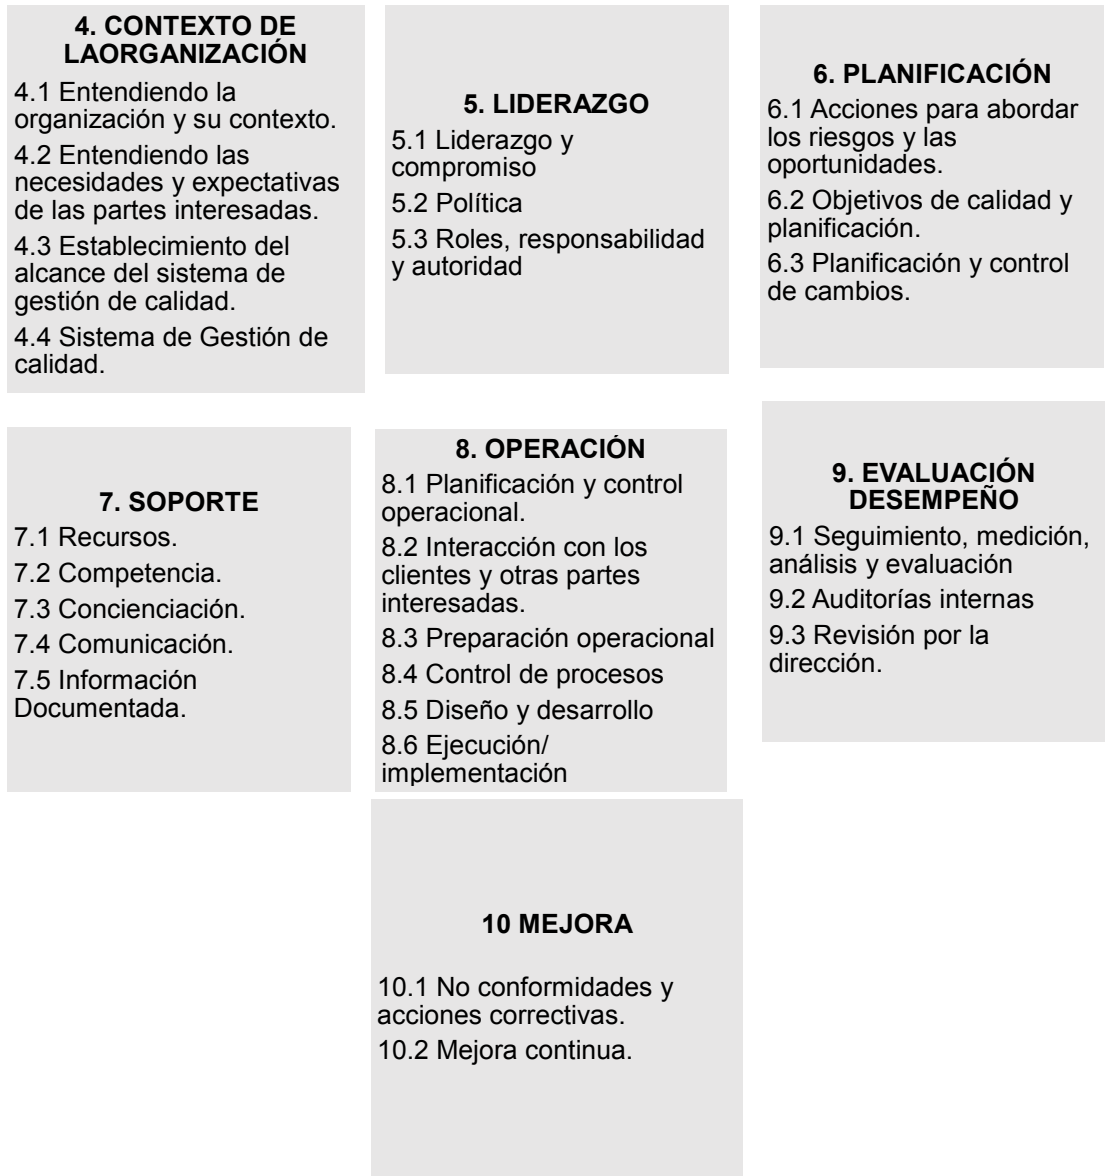 4. CONTEXTO DE
LAORGANIZACIÓN
4.1 Entendiendo la
organización y su contexto.
4.2 Entendiendo las
necesidades y expectativas
de las partes interesadas.
4.3 Establecimiento del
alcance del sistema de
gestión de calidad.
4.4 Sistema de Gestión de
calidad.
5. LIDERAZGO
5.1 Liderazgo y
compromiso
5.2 Política
5.3 Roles, responsabilidad
y autoridad
6. PLANIFICACIÓN
6.1 Acciones para abordar
los riesgos y las
oportunidades.
6.2 Objetivos de calidad y
planificación.
6.3 Planificación y control
de cambios.
7. SOPORTE
7.1 Recursos.
7.2 Competencia.
7.3 Concienciación.
7.4 Comunicación.
7.5 Información
Documentada.
8. OPERACIÓN
8.1 Planificación y control
operacional.
8.2 Interacción con los
clientes y otras partes
interesadas.
8.3 Preparación operacional
8.4 Control de procesos
8.5 Diseño y desarrollo
8.6 Ejecución/
implementación
9. EVALUACIÓN
DESEMPEÑO
9.1 Seguimiento, medición,
análisis y evaluación
9.2 Auditorías internas
9.3 Revisión por la
dirección.
10 MEJORA
10.1 No conformidades y
acciones correctivas.
10.2 Mejora continua.